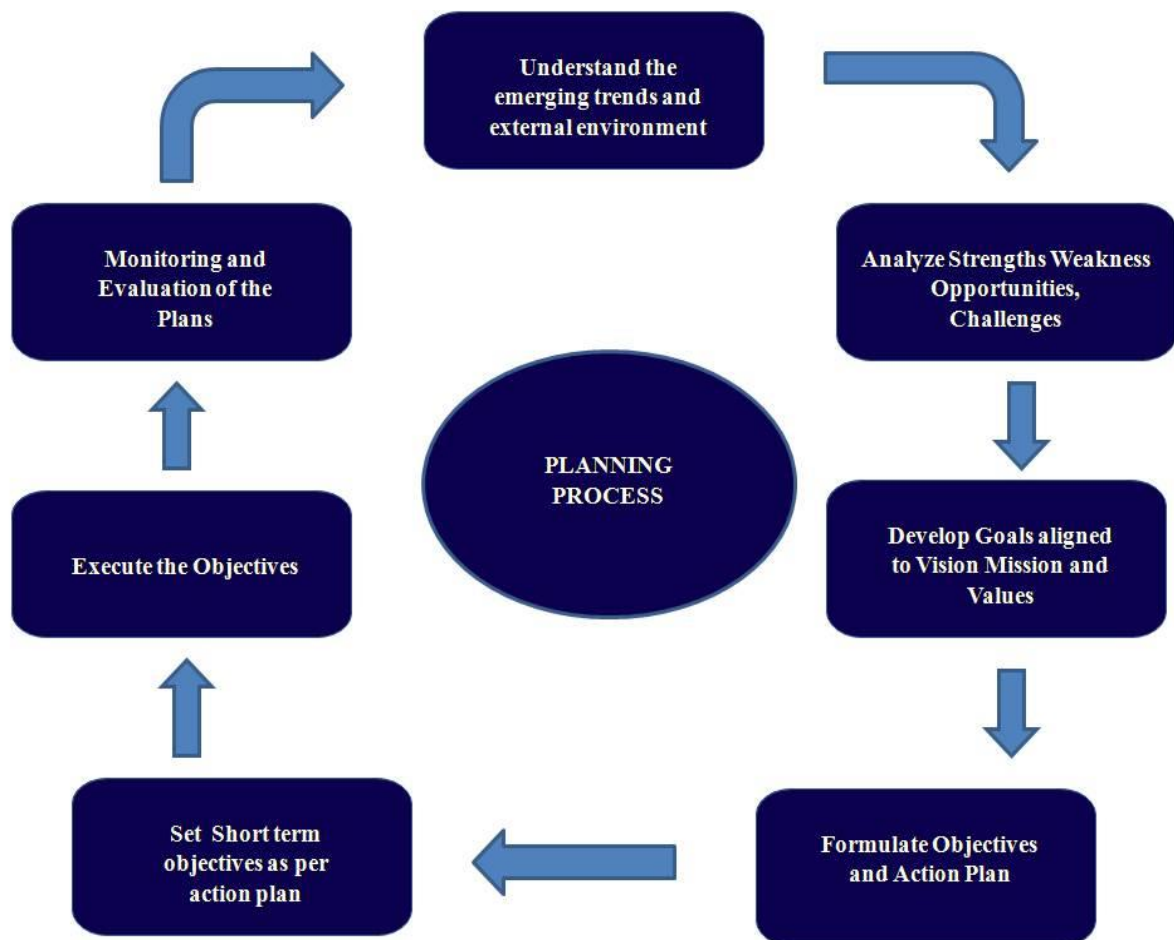 Understand the
emerging trends and
external environment
Analyze Strengths Weakness
Opportunities,
Challenges
Develop Goals aligned
to Vision Mission and
Values
Formulate Objectives
and Action Plan
Set Short term
objectives as per
action plan
Execute the Objectives
Monitoring and
Evaluation of the
Plans
PLANNING
PROCESS